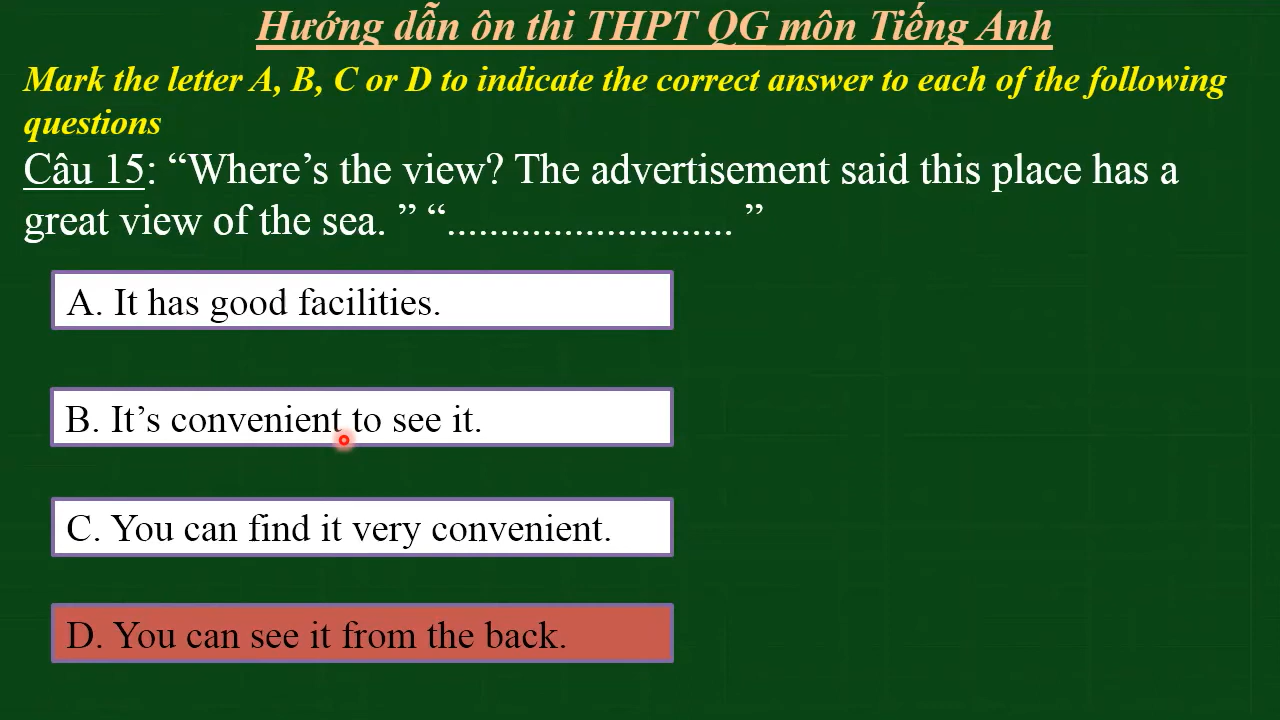 Hướng dẫn ôn thi THPT QG môn Tiếng Anh
Mark the letter A, B, C or D to indicate the correct answer to each of the following
questions
Câu 15: “Where’s the view? The advertisement said this place has a
great view of the sea. ” “........................... ”
A. It has good facilities.
B. It’s convenient to see it.
C. You can find it very convenient.
D. You can see it from the back.